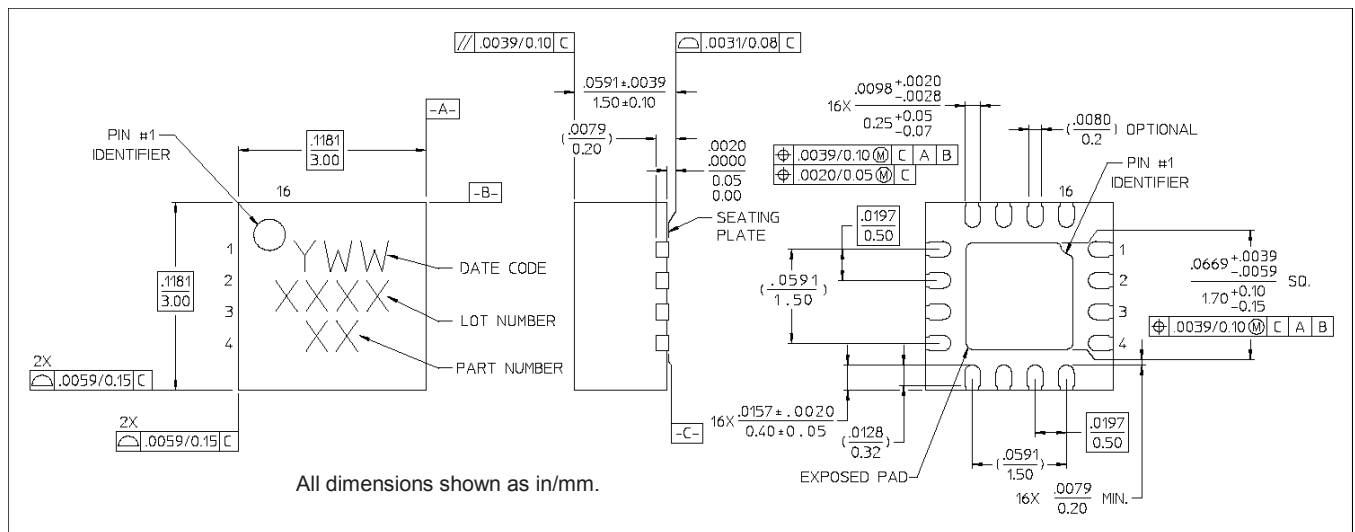 // .0039/0.10 C
⌓ .0031/0.08 C
.0591±.0039
1.50±0.10
(.0079
0.20)
.0020
.0000
0.05
0.00
-A-
PIN #1
IDENTIFIER
.1181
3.00
16
-B-
1
2
3
4
.1181
3.00
Y W W
X X X X
X X
DATE CODE
LOT NUMBER
PART NUMBER
2X
⌓ .0059/0.15 C
2X
⌓ .0059/0.15 C
SEATING
PLATE
-C-
16X .0098 +.0020 -.0028
0.25 +0.05 -0.07
⌖ .0039/0.10 Ⓜ C A B
⌖ .0020/0.05 Ⓜ C
(.0080
0.2) OPTIONAL
PIN #1
IDENTIFIER
16
.0197
0.50
(.0591
1.50)
1
2
3
4
.0669 +.0039 -.0059
1.70 +0.10 -0.15 SQ.
⌖ .0039/0.10 Ⓜ C A B
16X .0157±.0020
0.40±0.05
(.0128
0.32)
EXPOSED PAD
(.0591
1.50)
.0197
0.50
16X .0079
0.20 MIN.
All dimensions shown as in/mm.